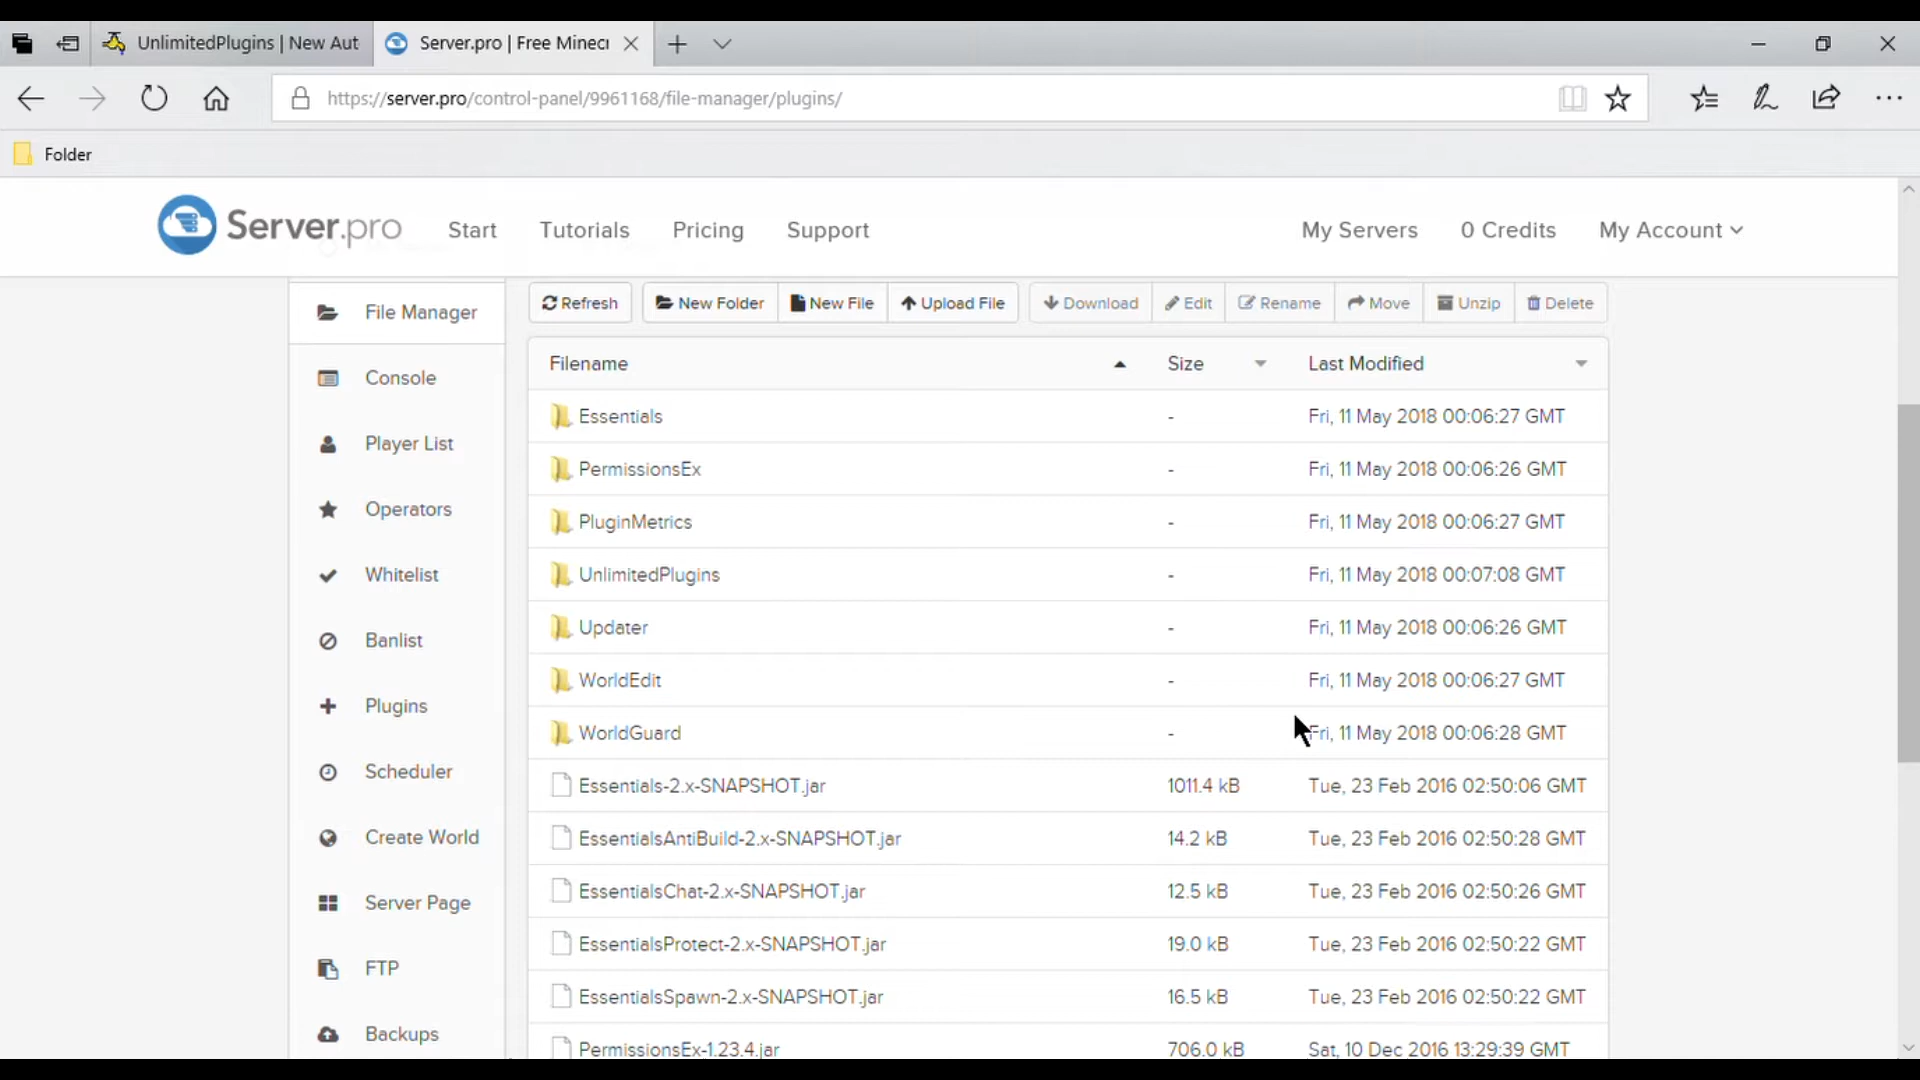 UnlimitedPlugins | New Aut
Server.pro | Free Minecr
https://server.pro/control-panel/9961168/file-manager/plugins/
Folder
Server.pro Start Tutorials Pricing Support My Servers 0 Credits My Account
File Manager
Console
Player List
Operators
Whitelist
Banlist
Plugins
Scheduler
Create World
Server Page
FTP
Backups
Refresh New Folder New File Upload File Download Edit Rename Move Unzip Delete
Filename Size Last Modified
Essentials - Fri, 11 May 2018 00:06:27 GMT
PermissionsEx - Fri, 11 May 2018 00:06:26 GMT
PluginMetrics - Fri, 11 May 2018 00:06:27 GMT
UnlimitedPlugins - Fri, 11 May 2018 00:07:08 GMT
Updater - Fri, 11 May 2018 00:06:26 GMT
WorldEdit - Fri, 11 May 2018 00:06:27 GMT
WorldGuard - Fri, 11 May 2018 00:06:28 GMT
Essentials-2.x-SNAPSHOT.jar 1011.4 kB Tue, 23 Feb 2016 02:50:06 GMT
EssentialsAntiBuild-2.x-SNAPSHOT.jar 14.2 kB Tue, 23 Feb 2016 02:50:28 GMT
EssentialsChat-2.x-SNAPSHOT.jar 12.5 kB Tue, 23 Feb 2016 02:50:26 GMT
EssentialsProtect-2.x-SNAPSHOT.jar 19.0 kB Tue, 23 Feb 2016 02:50:22 GMT
EssentialsSpawn-2.x-SNAPSHOT.jar 16.5 kB Tue, 23 Feb 2016 02:50:22 GMT
PermissionsEx-1.23.4.jar 706.0 kB Sat, 10 Dec 2016 13:29:39 GMT